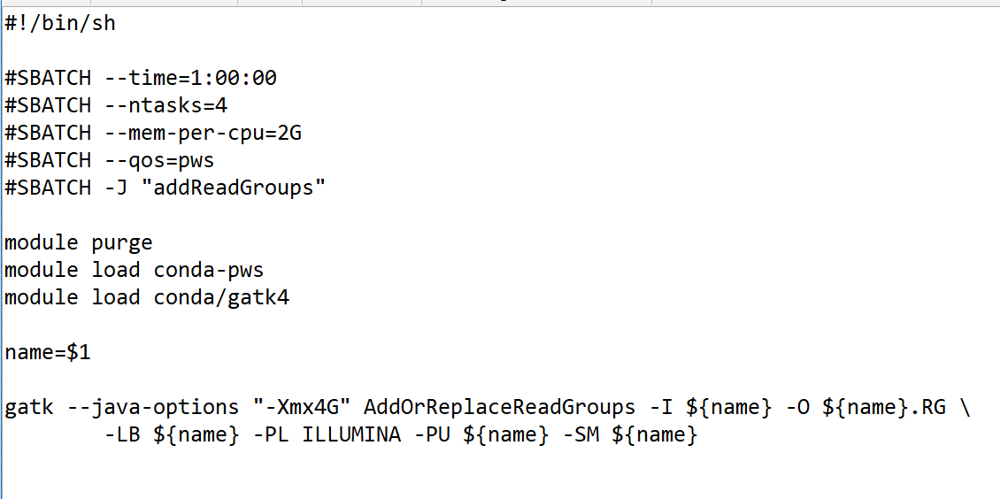 #!/bin/sh
#SBATCH --time=1:00:00
#SBATCH --ntasks=4
#SBATCH --mem-per-cpu=2G
#SBATCH --qos=pws
#SBATCH -J "addReadGroups"
module purge
module load conda-pws
module load conda/gatk4
name=$1
gatk --java-options "-Xmx4G" AddOrReplaceReadGroups -I ${name} -O ${name}.RG \
-LB ${name} -PL ILLUMINA -PU ${name} -SM ${name}